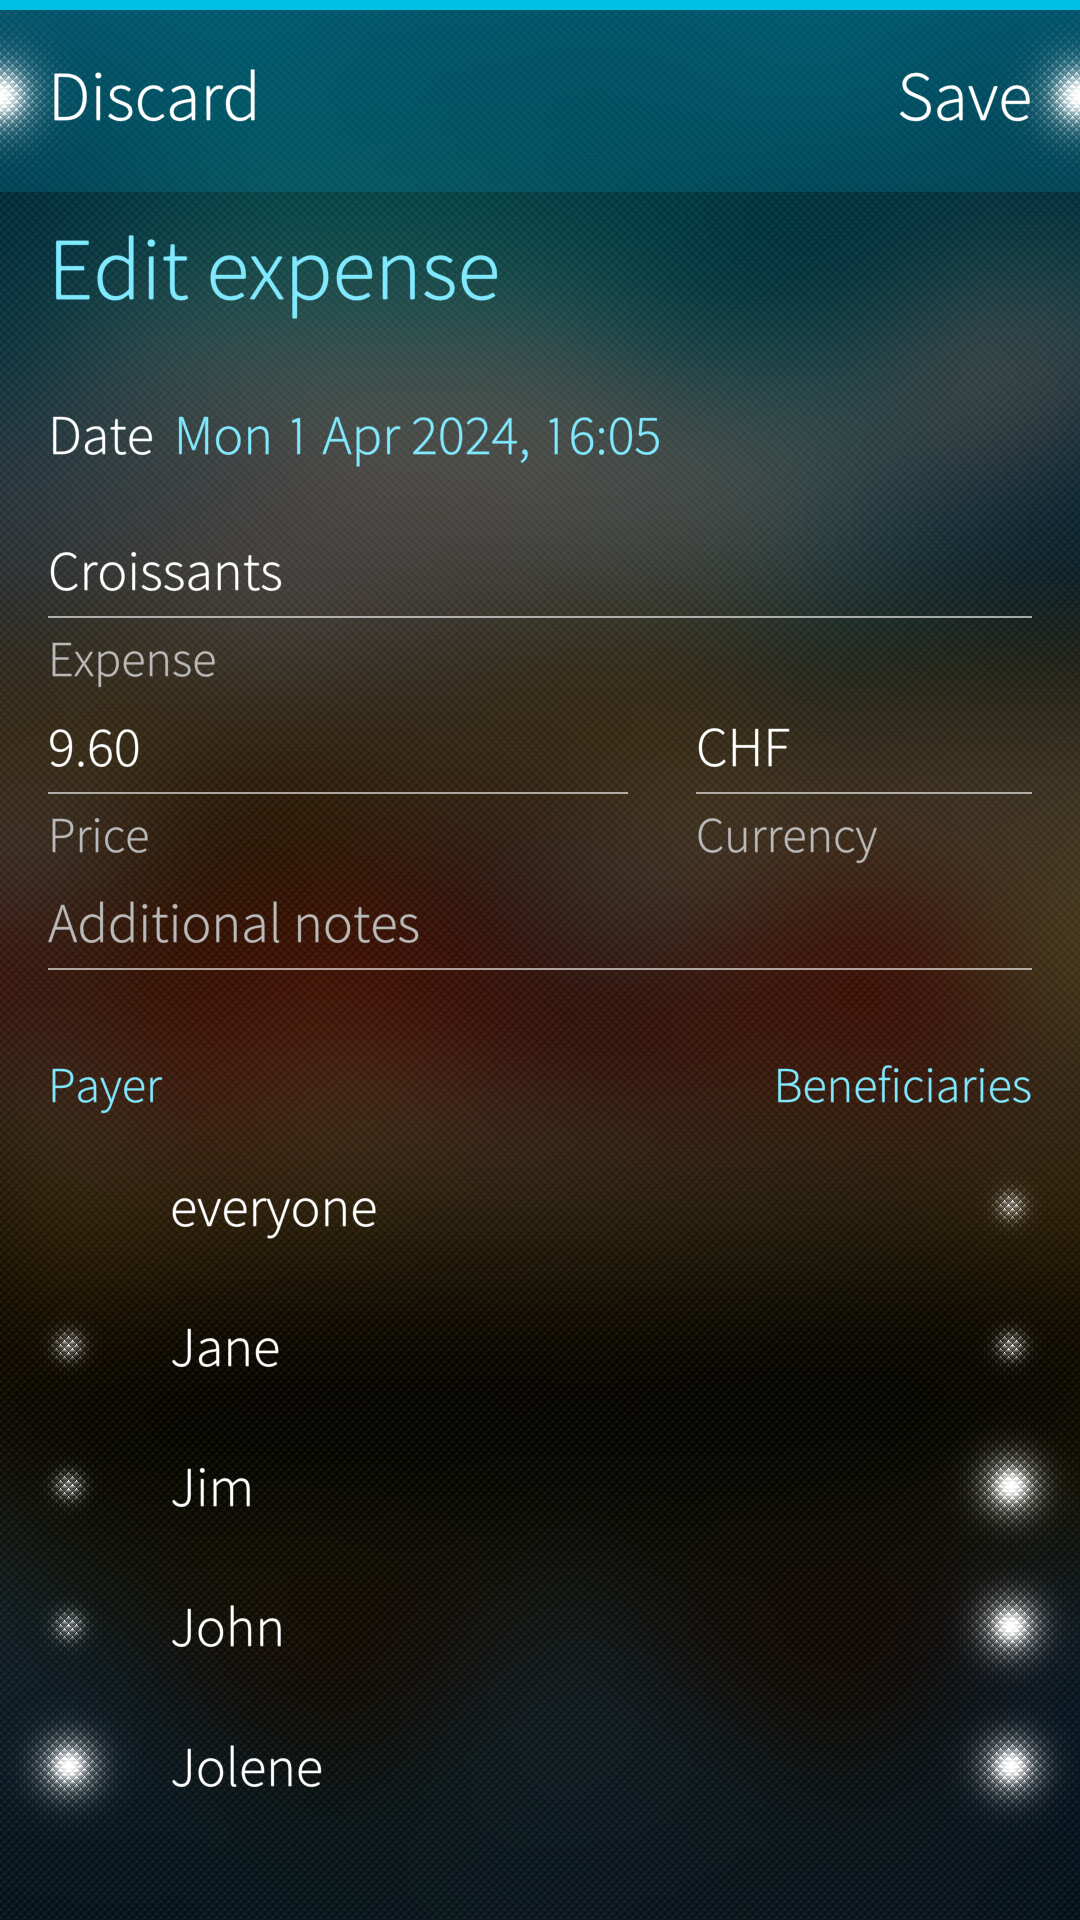 Discard Save
Edit expense
Date Mon 1 Apr 2024, 16:05
Croissants
Expense
9.60 CHF
Price Currency
Additional notes
Payer Beneficiaries
everyone
Jane
Jim
John
Jolene